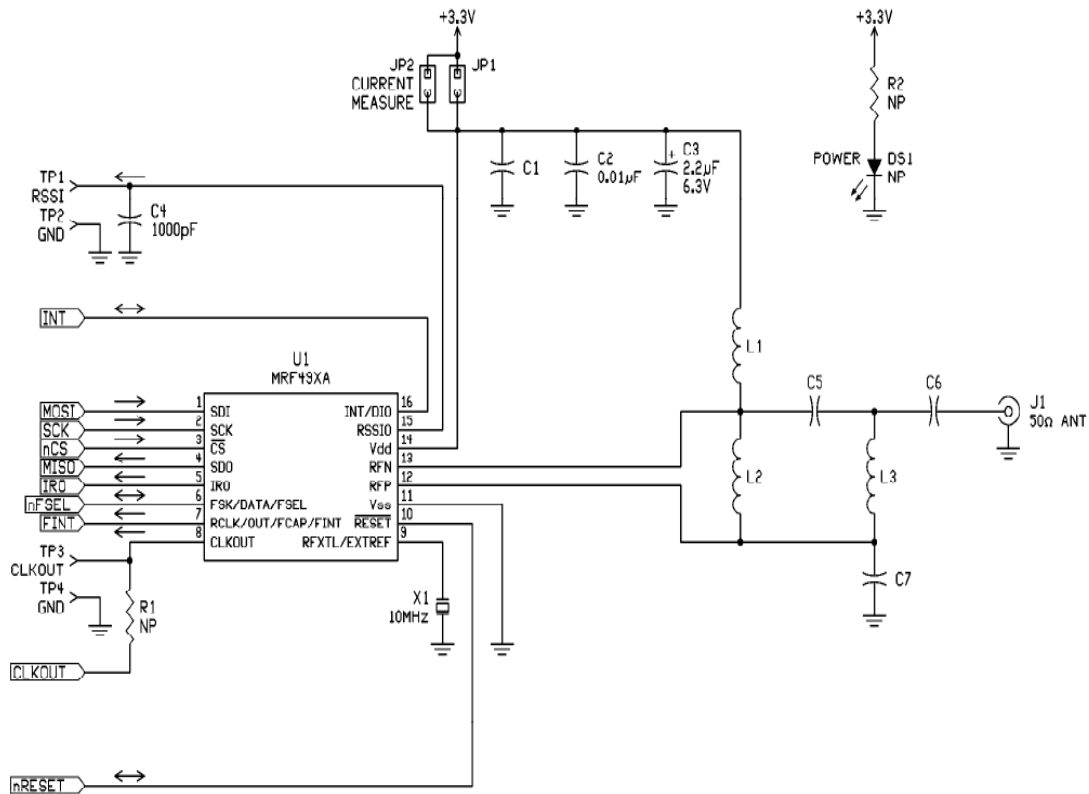 +3.3V
+3.3V
JP2
JP1
CURRENT
MEASURE
R2
NP
C1
C2
0.01µF
+
C3
2.2µF
6.3V
POWER
DS1
NP
TP1
RSSI
TP2
GND
C4
1000pF
INT
U1
MRF49XA
L1
MOSI
SCK
nCS
MISO
IRO
nFSEL
FINT
1 SDI
2 SCK
3 CS
4 SDO
5 IRO
6 FSK/DATA/FSEL
7 RCLK/OUT/FCAP/FINT
8 CLKOUT
INT/DIO 16
RSSIO 15
Vdd 14
RFN 13
RFP 12
Vss 11
RESET 10
RFXTL/EXTREF 9
C5
C6
J1
50Ω ANT
L2
L3
C7
TP3
CLKOUT
TP4
GND
R1
NP
X1
10MHz
CLKOUT
nRESET